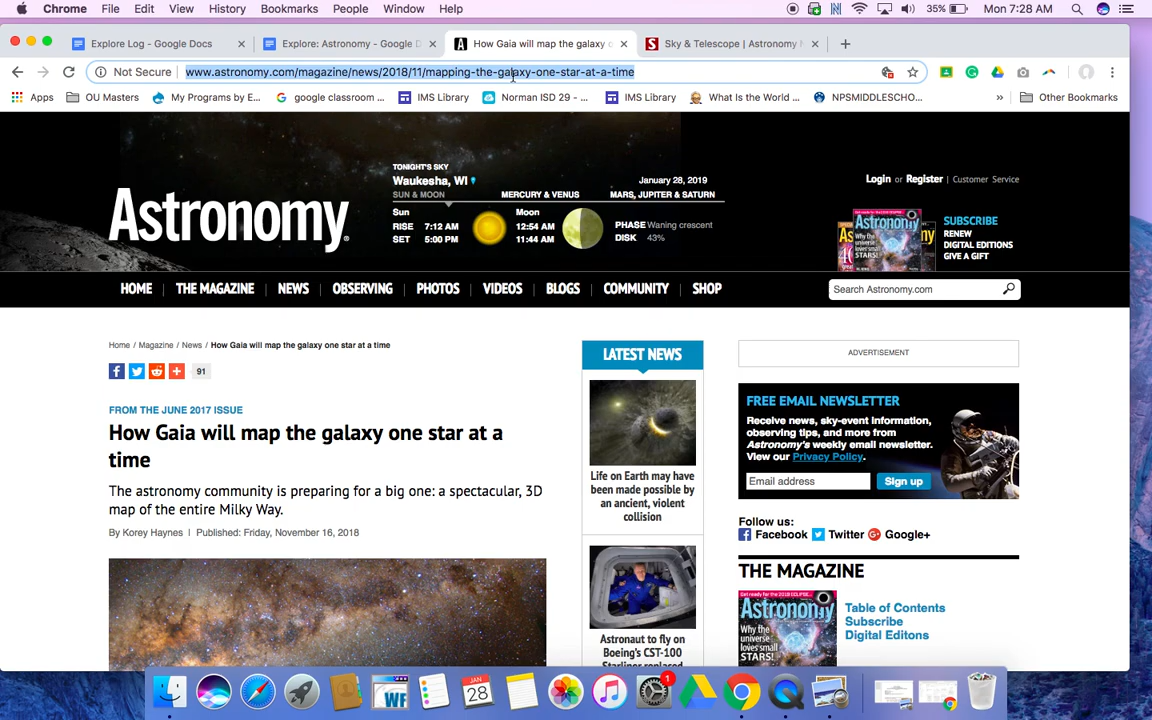 Chrome File Edit View History Bookmarks People Window Help 35% Mon 7:28 AM
Explore Log - Google Docs × Explore: Astronomy - Google D × How Gaia will map the galaxy o × Sky & Telescope | Astronomy × +
Not Secure www.astronomy.com/magazine/news/2018/11/mapping-the-galaxy-one-star-at-a-time
Apps OU Masters My Programs by E... google classroom ... IMS Library Norman ISD 29 - ... IMS Library What Is the World ... NPSMIDDLESCHO... » Other Bookmarks
TONIGHT'S SKY
Waukesha, WI January 28, 2019
SUN & MOON MERCURY & VENUS MARS, JUPITER & SATURN
Sun Moon
RISE 7:12 AM 12:54 AM PHASE Waning crescent
SET 5:00 PM 11:44 AM DISK 43%
Astronomy
Login or Register | Customer Service
Astronomy
Why the universe loves small STARS!
SUBSCRIBE
RENEW
DIGITAL EDITIONS
GIVE A GIFT
HOME THE MAGAZINE NEWS OBSERVING PHOTOS VIDEOS BLOGS COMMUNITY SHOP
Search Astronomy.com
Home / Magazine / News / How Gaia will map the galaxy one star at a time
91
FROM THE JUNE 2017 ISSUE
How Gaia will map the galaxy one star at a
time
The astronomy community is preparing for a big one: a spectacular, 3D
map of the entire Milky Way.
By Korey Haynes | Published: Friday, November 16, 2018
LATEST NEWS
Life on Earth may have
been made possible by
an ancient, violent
collision
Astronaut to fly on
Boeing's CST-100
Starliner replaced
ADVERTISEMENT
FREE EMAIL NEWSLETTER
Receive news, sky-event information,
observing tips, and more from
Astronomy's weekly email newsletter.
View our Privacy Policy.
Email address Sign up
Follow us:
Facebook Twitter Google+
THE MAGAZINE
Get ready for the 2019 ECLIPSE
Astronomy
Why the
universe
loves small
STARS!
Table of Contents
Subscribe
Digital Editons
WF
JAN
28
1